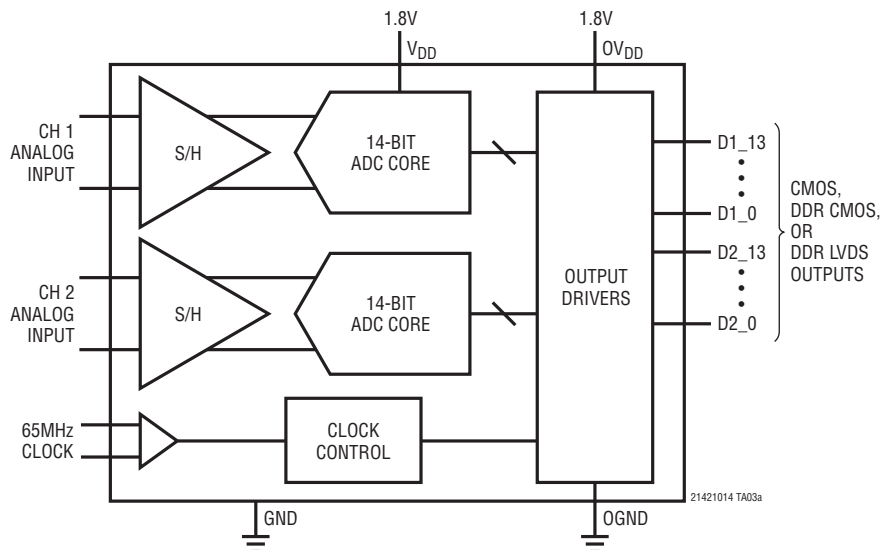 1.8V
1.8V
VDD
OVDD
CH 1
ANALOG
INPUT
S/H
14-BIT
ADC CORE
D1_13
D1_0
D2_13
D2_0
CMOS,
DDR CMOS,
OR
DDR LVDS
OUTPUTS
OUTPUT
DRIVERS
CH 2
ANALOG
INPUT
S/H
14-BIT
ADC CORE
65MHz
CLOCK
CLOCK
CONTROL
GND
OGND
21421014 TA03a